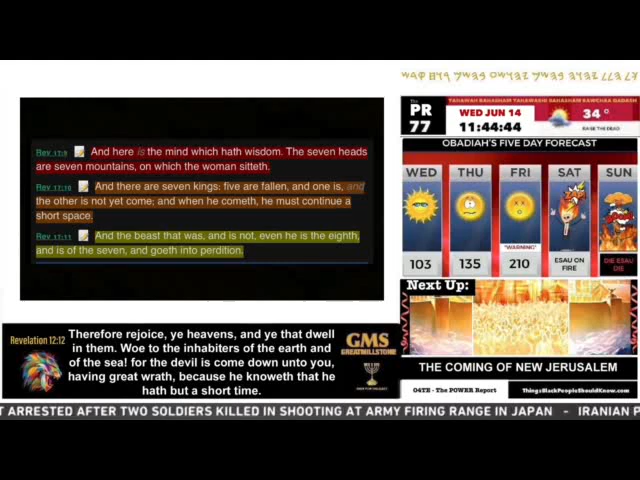 The
PR
77
TAHAWAH BAHASHAM TAHAWASHI BAHASHAM RAWCHAA QADASH
WED JUN 14
11:44:44
34°
RAISE THE DEAD
OBADIAH'S FIVE DAY FORECAST
WED THU FRI SAT SUN
"WARNING"
103 135 210 ESAU ON FIRE DIE ESAU DIE
Rev 17:9 And here is the mind which hath wisdom. The seven heads
are seven mountains, on which the woman sitteth.
Rev 17:10 And there are seven kings: five are fallen, and one is, and
the other is not yet come; and when he cometh, he must continue a
short space.
Rev 17:11 And the beast that was, and is not, even he is the eighth,
and is of the seven, and goeth into perdition.
Next Up:
THE COMING OF NEW JERUSALEM
Revelation 12:12
Therefore rejoice, ye heavens, and ye that dwell
in them. Woe to the inhabiters of the earth and
of the sea! for the devil is come down unto you,
having great wrath, because he knoweth that he
hath but a short time.
GMS
GREATMILLSTONE
O4TH - The POWER Report
ThingsBlackPeopleShouldKnow.com
T ARRESTED AFTER TWO SOLDIERS KILLED IN SHOOTING AT ARMY FIRING RANGE IN JAPAN - IRANIAN P